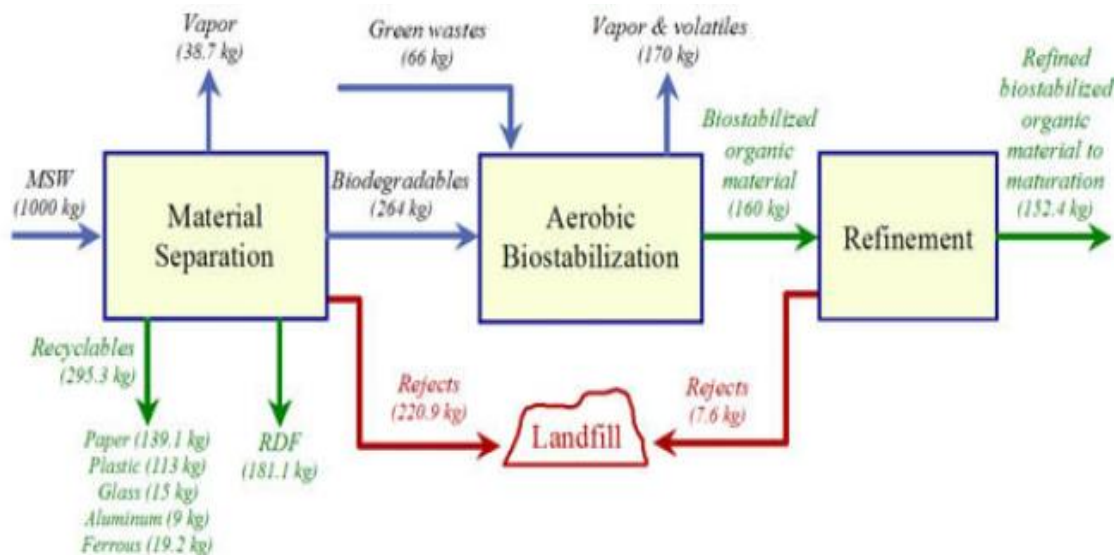 Vapor
(38.7 kg)
Green wastes
(66 kg)
Vapor & volatiles
(170 kg)
Refined
biostabilized
organic
material to
maturation
(152.4 kg)
MSW
(1000 kg)
Material
Separation
Biodegradables
(264 kg)
Aerobic
Biostabilization
Biostabilized
organic
material
(160 kg)
Refinement
Recyclables
(295.3 kg)
Paper (139.1 kg)
Plastic (113 kg)
Glass (15 kg)
Aluminum (9 kg)
Ferrous (19.2 kg)
RDF
(181.1 kg)
Rejects
(220.9 kg)
Landfill
Rejects
(7.6 kg)